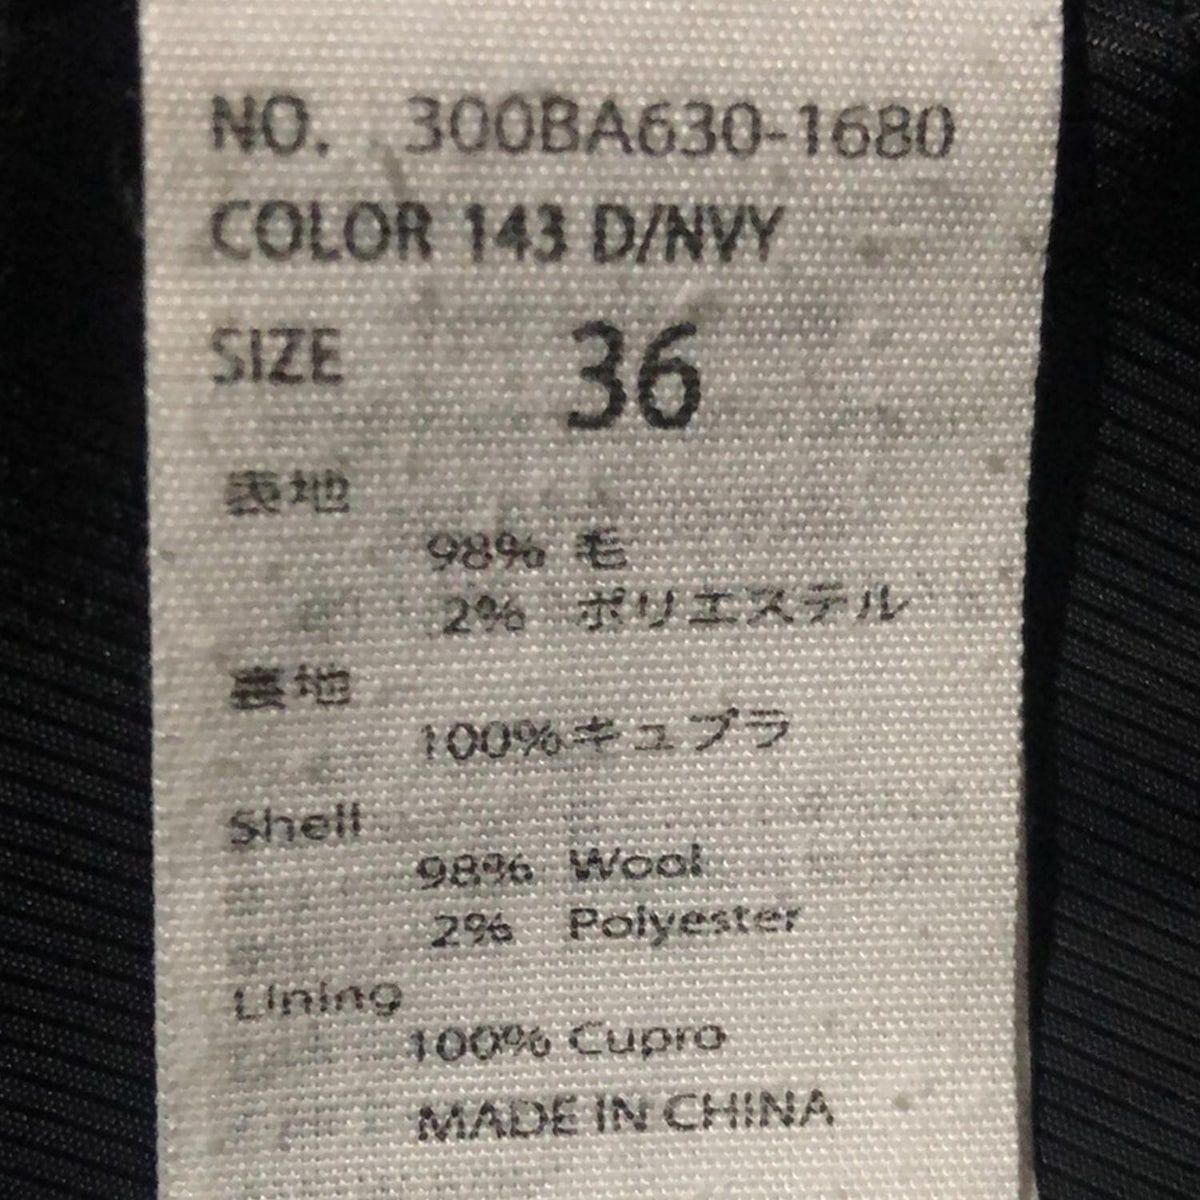 NO. 300BA630-1680
COLOR 143 D/NVY
SIZE 36
表地
98% 毛
2% ポリエステル
裏地
100%キュプラ
Shell
98% Wool
2% Polyester
Lining
100% Cupro
MADE IN CHINA